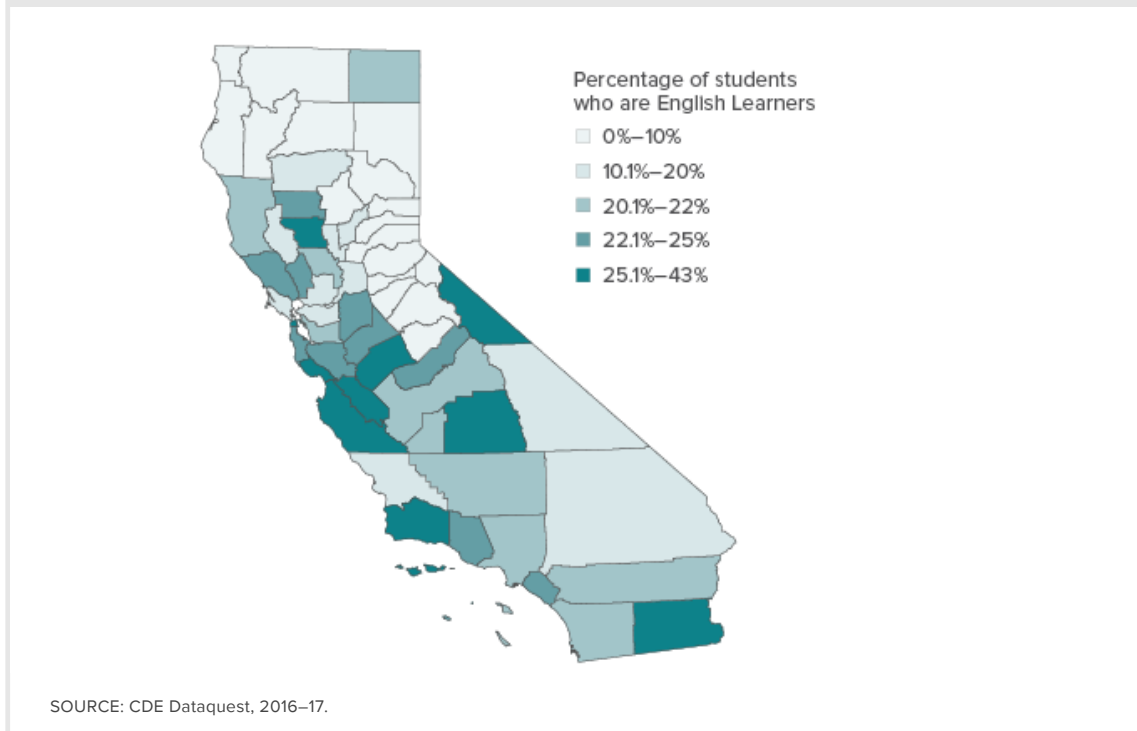 Percentage of students
who are English Learners
0%–10%
10.1%–20%
20.1%–22%
22.1%–25%
25.1%–43%
SOURCE: CDE Dataquest, 2016–17.